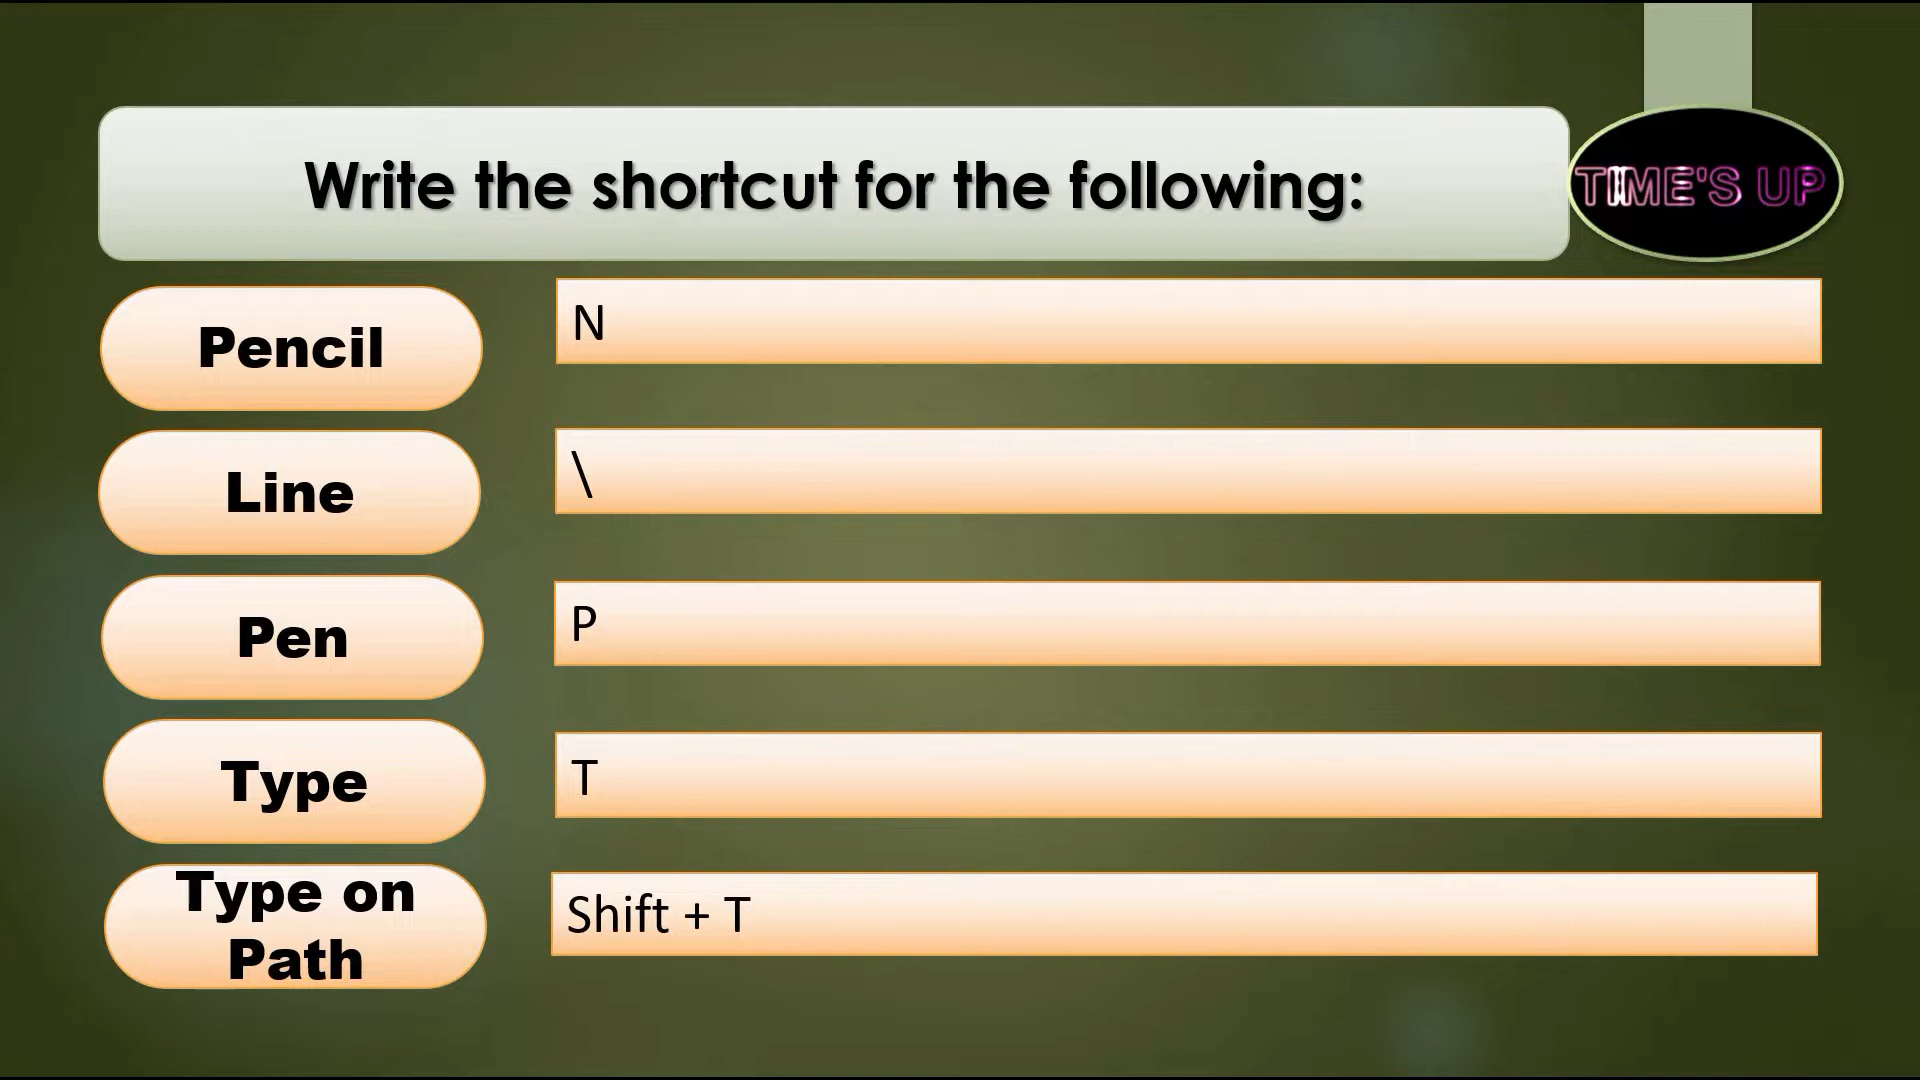 Write the shortcut for the following:
TIME'S UP
Pencil
N
Line
\
Pen
P
Type
T
Type on
Path
Shift + T